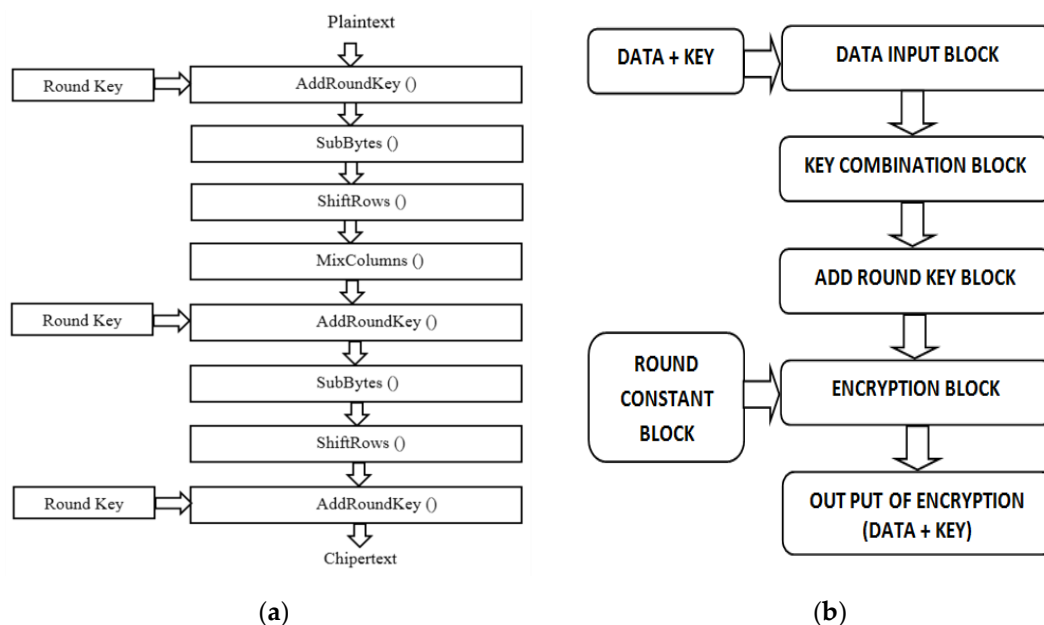 Plaintext
Round Key
AddRoundKey ()
SubBytes ()
ShiftRows ()
MixColumns ()
Round Key
AddRoundKey ()
SubBytes ()
ShiftRows ()
Round Key
AddRoundKey ()
Chipertext
(a)
DATA + KEY
DATA INPUT BLOCK
KEY COMBINATION BLOCK
ADD ROUND KEY BLOCK
ROUND
CONSTANT
BLOCK
ENCRYPTION BLOCK
OUT PUT OF ENCRYPTION
(DATA + KEY)
(b)